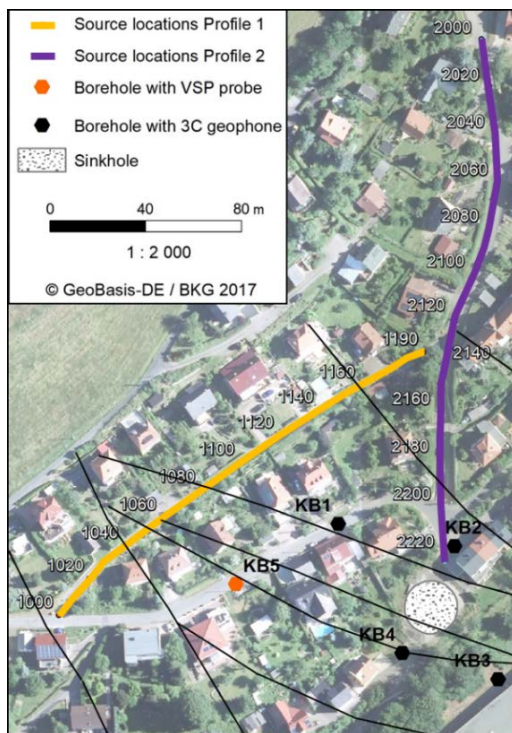 Source locations Profile 1
Source locations Profile 2
Borehole with VSP probe
Borehole with 3C geophone
Sinkhole
0 40 80 m
1 : 2 000
© GeoBasis-DE / BKG 2017
2000
2020
2040
2060
2080
2100
2120
2140
1190
1160
2160
1140
1120
2180
1100
1080
2200
1060
KB1
1040
KB2
2220
1020
KB5
1000
KB4
KB3